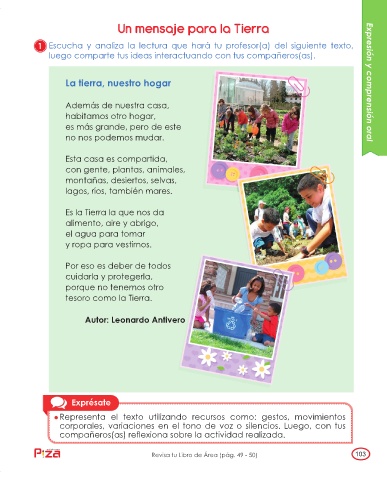 Un mensaje para la Tierra
1 Escucha y analiza la lectura que hará tu profesor(a) del siguiente texto,
luego comparte tus ideas interactuando con tus compañeros(as).
Expresión y comprensión oral
La tierra, nuestro hogar
Además de nuestra casa,
habitamos otro hogar,
es más grande, pero de este
no nos podemos mudar.
Esta casa es compartida,
con gente, plantas, animales,
montañas, desiertos, selvas,
lagos, ríos, también mares.
Es la Tierra la que nos da
alimento, aire y abrigo,
el agua para tomar
y ropa para vestirnos.
Por eso es deber de todos
cuidarla y protegerla,
porque no tenemos otro
tesoro como la Tierra.
Autor: Leonardo Antivero
Exprésate
Representa el texto utilizando recursos como: gestos, movimientos
corporales, variaciones en el tono de voz o silencios. Luego, con tus
compañeros(as) reflexiona sobre la actividad realizada.
Revisa tu Libro de Área (pág. 49 - 50)
103